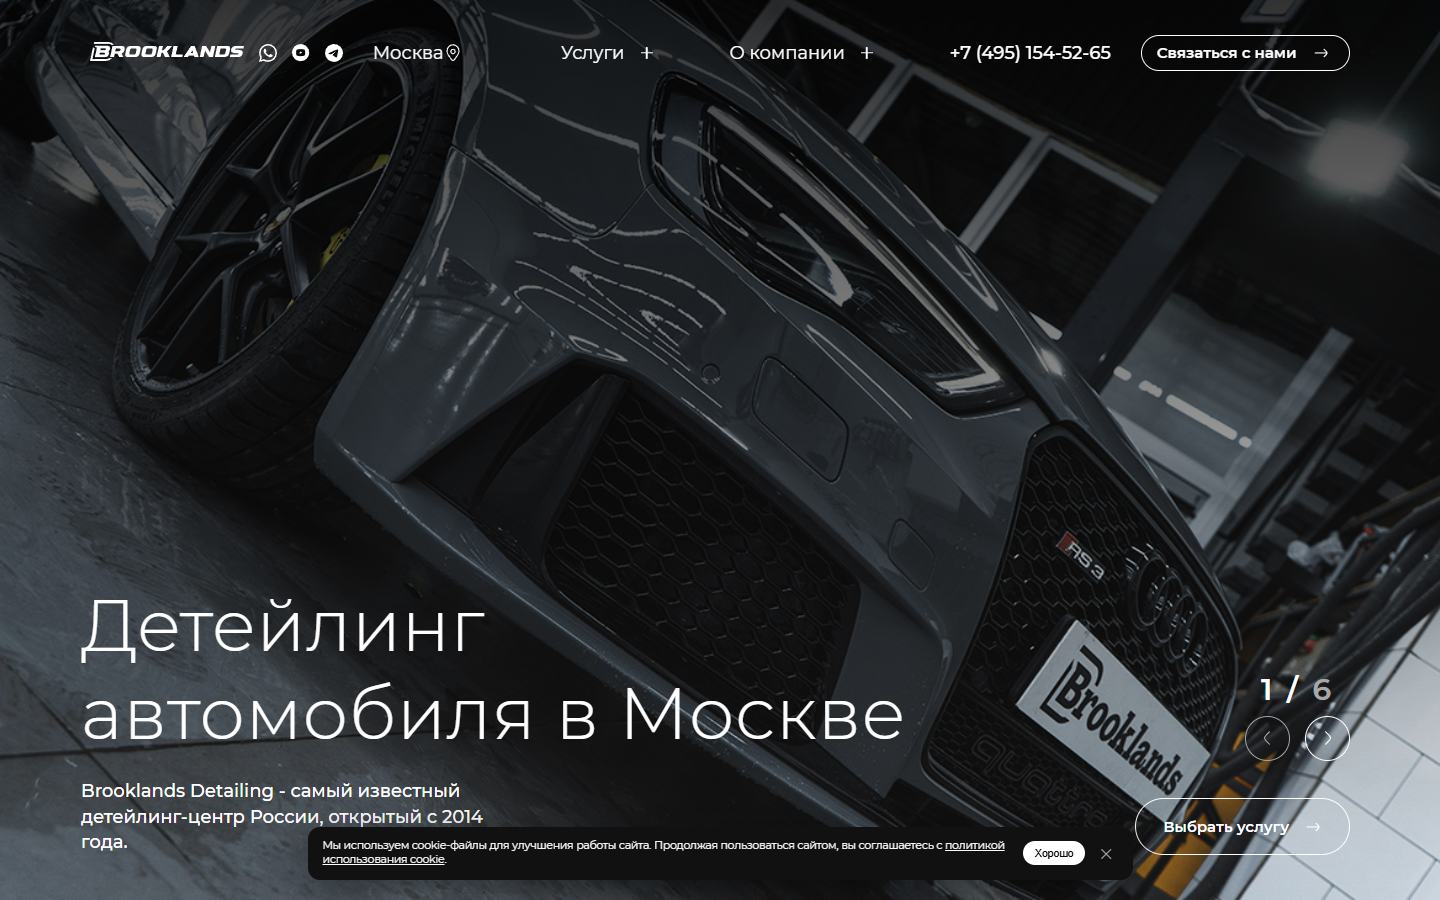 BROOKLANDS
Москва
Услуги
О компании
+7 (495) 154-52-65
Связаться с нами
RS 3
Brooklands
quattro
Детейлинг
автомобиля в Москве
1 / 6
Brooklands Detailing - самый известный
детейлинг-центр России, открытый с 2014
года.
Выбрать услугу
Мы используем cookie-файлы для улучшения работы сайта. Продолжая пользоваться сайтом, вы соглашаетесь с политикой
использования cookie.
Хорошо